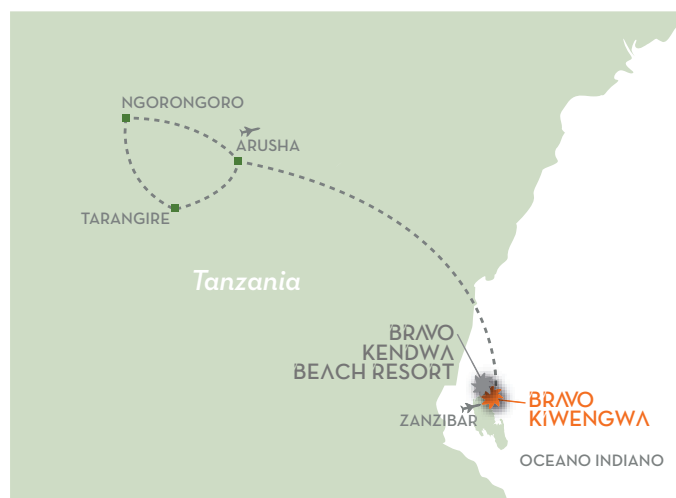 NGORONGORO
ARUSHA
TARANGIRE
Tanzania
BRAVO
KENDWA
BEACH RESORT
BRAVO
KIWENGWA
ZANZIBAR
OCEANO INDIANO